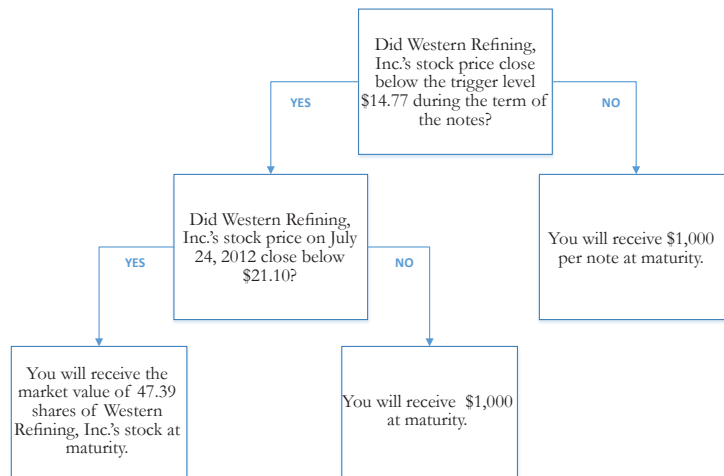 Did Western Refining,
Inc.'s stock price close
below the trigger level
$14.77 during the term of
the notes?
YES
NO
Did Western Refining,
Inc.'s stock price on July
24, 2012 close below
$21.10?
You will receive $1,000
per note at maturity.
YES
NO
You will receive the
market value of 47.39
shares of Western
Refining, Inc.'s stock at
maturity.
You will receive $1,000
at maturity.